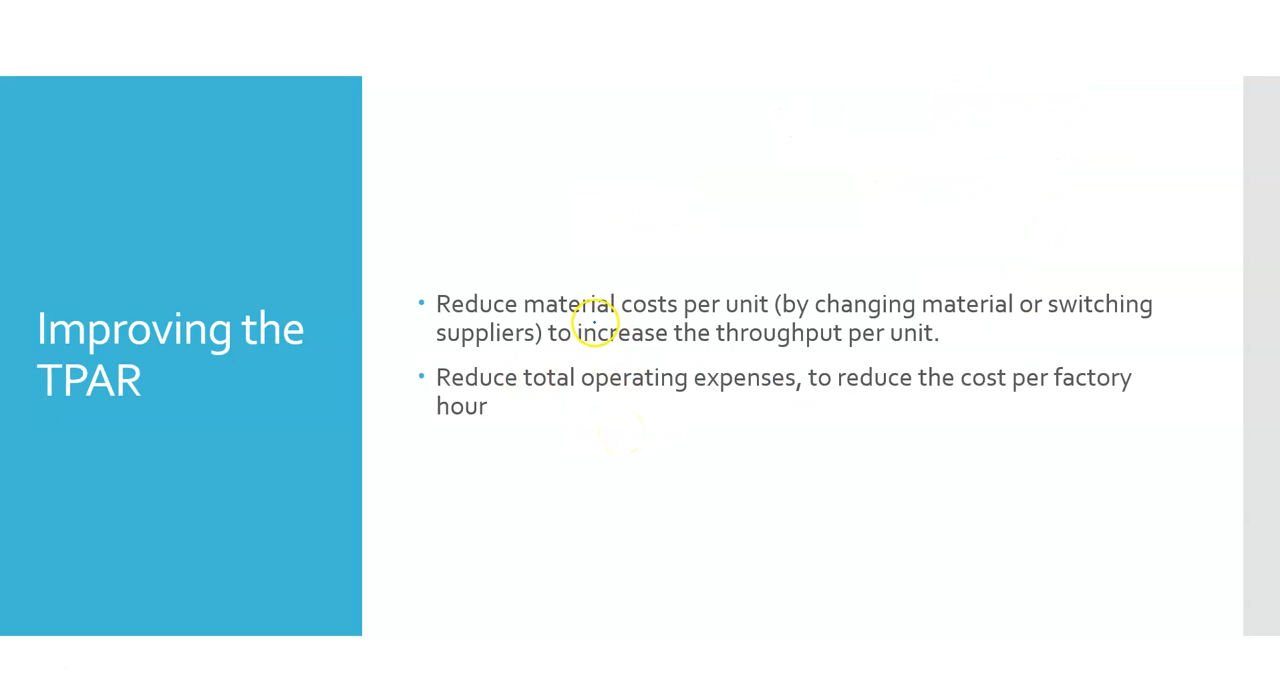 Improving the
TPAR
• Reduce material costs per unit (by changing material or switching
suppliers) to increase the throughput per unit.
• Reduce total operating expenses, to reduce the cost per factory
hour